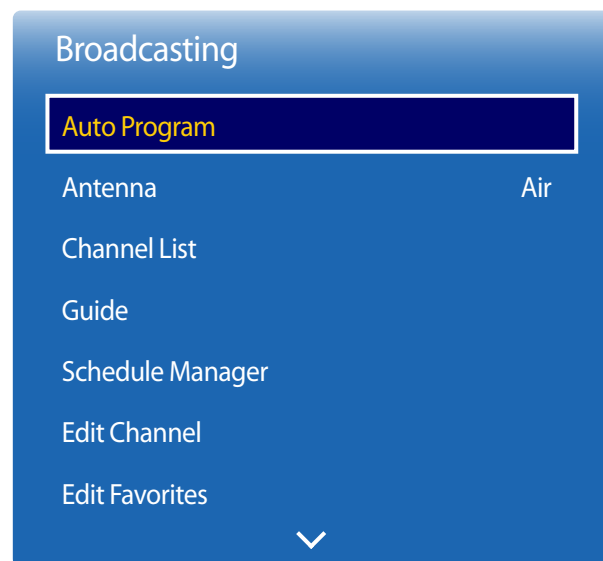 Broadcasting
Auto Program
Antenna Air
Channel List
Guide
Schedule Manager
Edit Channel
Edit Favorites